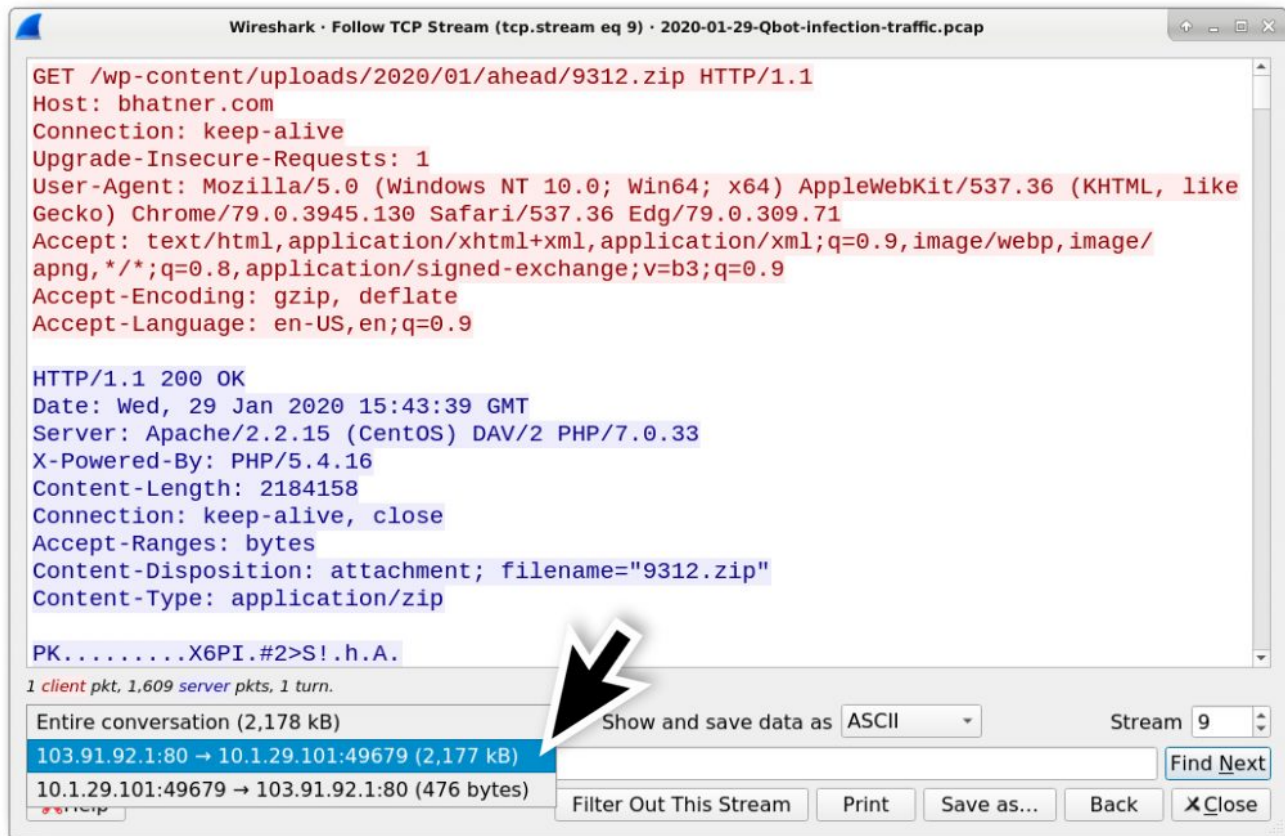 Wireshark · Follow TCP Stream (tcp.stream eq 9) · 2020-01-29-Qbot-infection-traffic.pcap
GET /wp-content/uploads/2020/01/ahead/9312.zip HTTP/1.1
Host: bhatner.com
Connection: keep-alive
Upgrade-Insecure-Requests: 1
User-Agent: Mozilla/5.0 (Windows NT 10.0; Win64; x64) AppleWebKit/537.36 (KHTML, like
Gecko) Chrome/79.0.3945.130 Safari/537.36 Edg/79.0.309.71
Accept: text/html,application/xhtml+xml,application/xml;q=0.9,image/webp,image/
apng,*/*;q=0.8,application/signed-exchange;v=b3;q=0.9
Accept-Encoding: gzip, deflate
Accept-Language: en-US,en;q=0.9
HTTP/1.1 200 OK
Date: Wed, 29 Jan 2020 15:43:39 GMT
Server: Apache/2.2.15 (CentOS) DAV/2 PHP/7.0.33
X-Powered-By: PHP/5.4.16
Content-Length: 2184158
Connection: keep-alive, close
Accept-Ranges: bytes
Content-Disposition: attachment; filename="9312.zip"
Content-Type: application/zip
PK.........X6PI.#2>S!.h.A.
1 client pkt, 1,609 server pkts, 1 turn.
Entire conversation (2,178 kB) Show and save data as ASCII Stream 9
103.91.92.1:80 → 10.1.29.101:49679 (2,177 kB) Find Next
10.1.29.101:49679 → 103.91.92.1:80 (476 bytes)
Filter Out This Stream Print Save as... Back Close